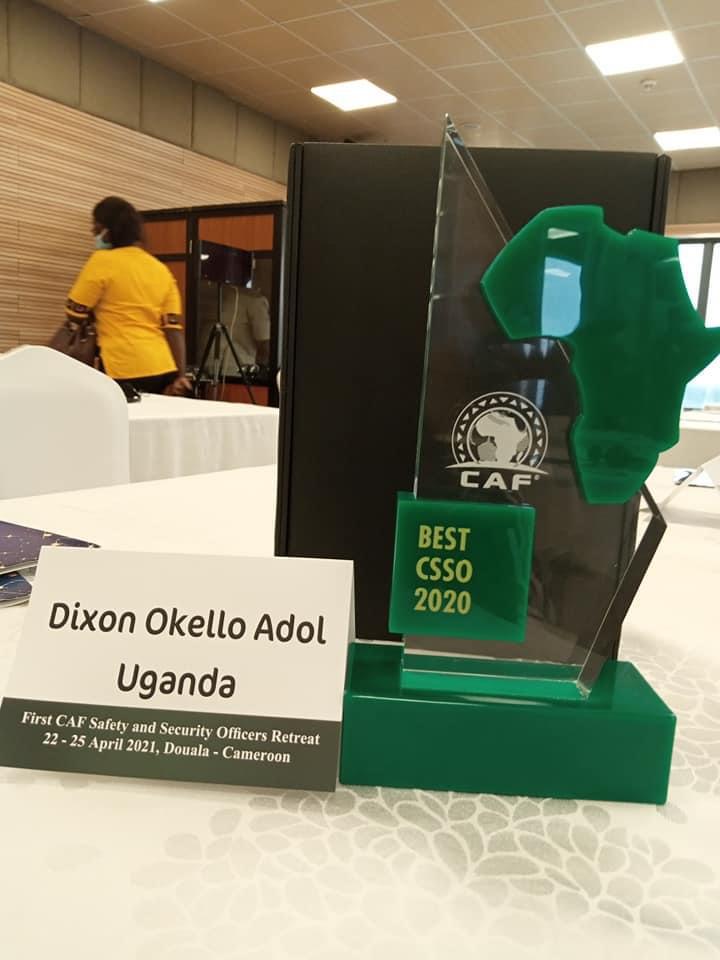 CAF
BEST
CSSO
2020
Dixon Okello Adol
Uganda
First CAF Safety and Security Officers Retreat
22 - 25 April 2021, Douala - Cameroon